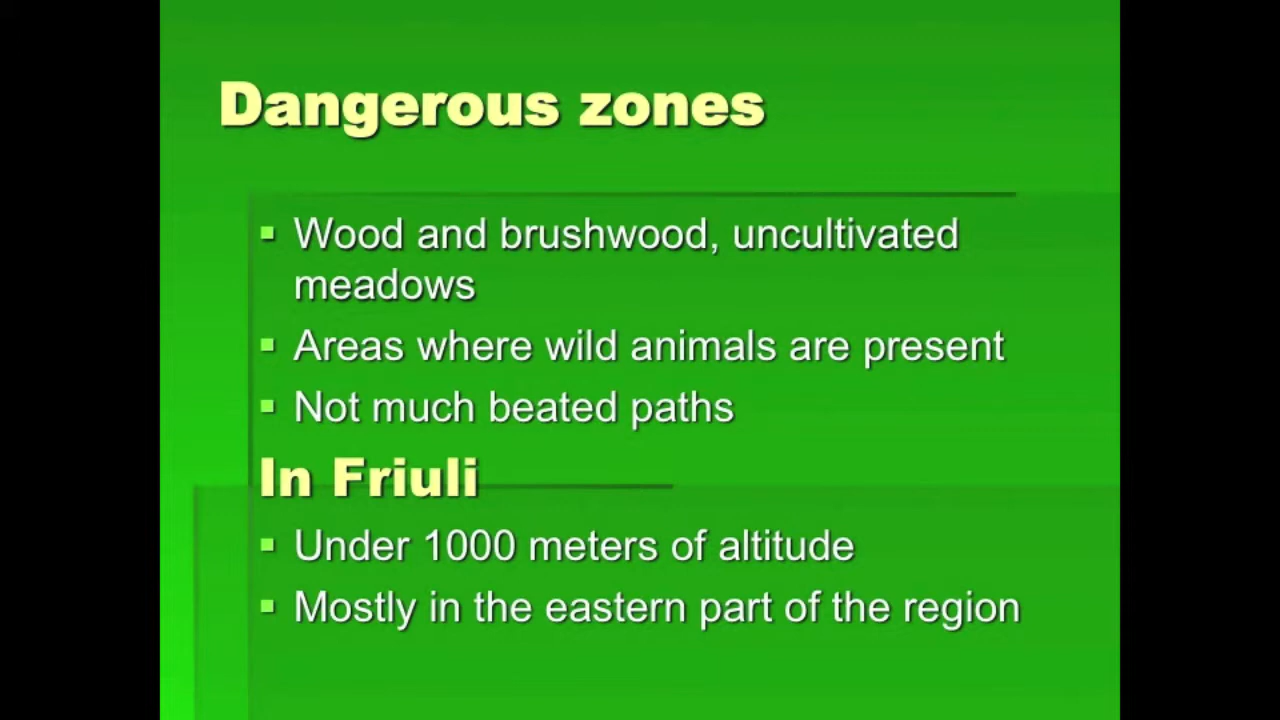 Dangerous zones
▪ Wood and brushwood, uncultivated
meadows
▪ Areas where wild animals are present
▪ Not much beated paths
In Friuli
▪ Under 1000 meters of altitude
▪ Mostly in the eastern part of the region